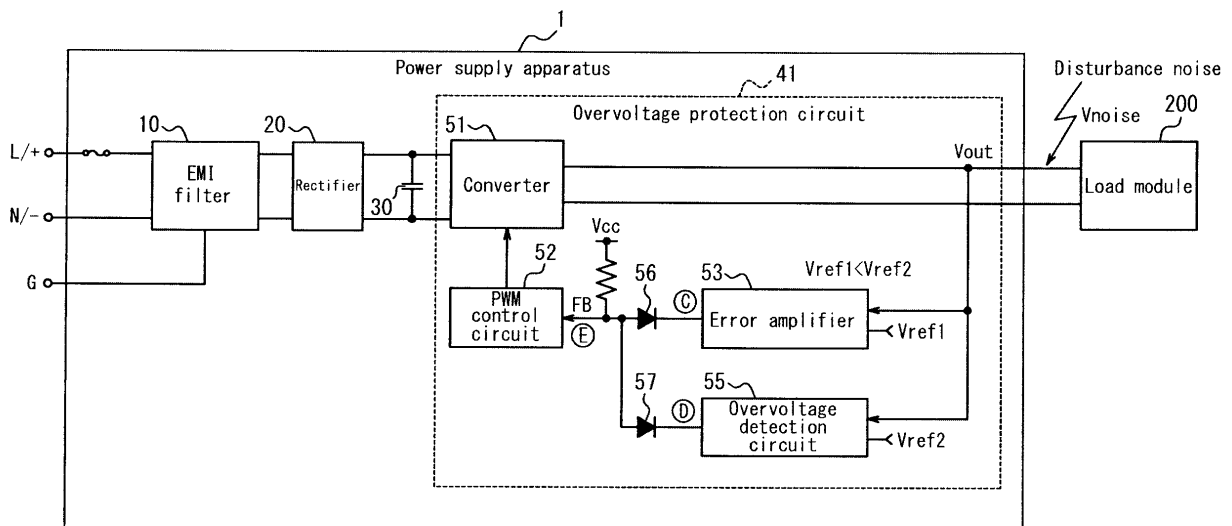 1
Power supply apparatus
41
Overvoltage protection circuit
Disturbance noise
Vnoise
200
10
20
51
L/+
EMI
filter
Rectifier
30
Converter
Vout
Load module
N/-
G
Vcc
52
56
53
Vref1<Vref2
PWM
control
circuit
FB
E
C
Error amplifier
Vref1
57
55
D
Overvoltage
detection
circuit
Vref2